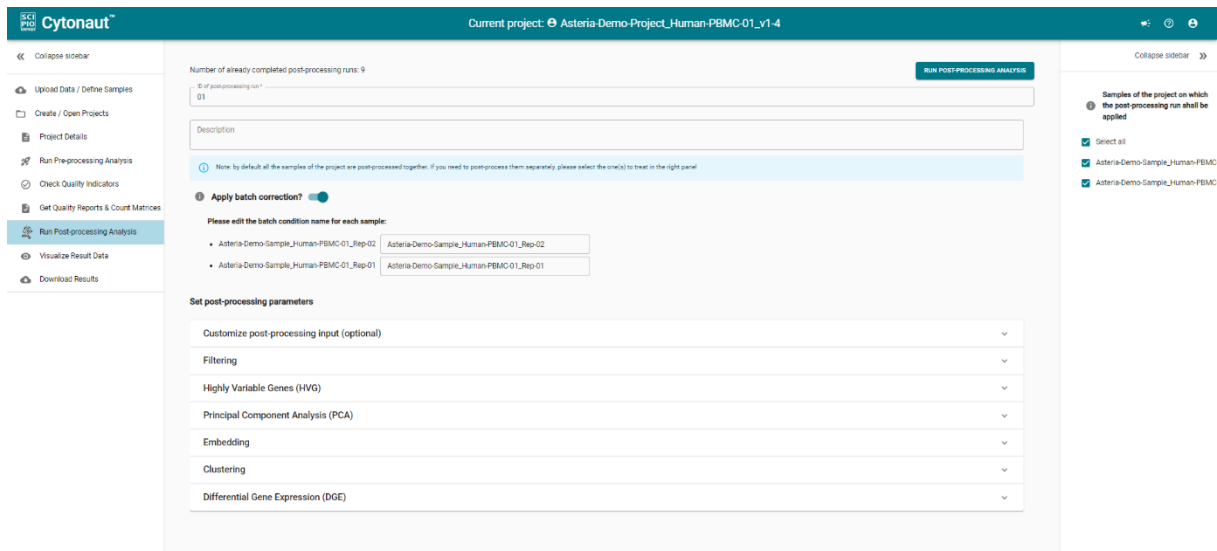 SCI
PIO
Cytonaut™
Current project: Asteria-Demo-Project_Human-PBMC-01_v1-4
Collapse sidebar
Upload Data / Define Samples
Create / Open Projects
Project Details
Run Pre-processing Analysis
Check Quality Indicators
Get Quality Reports & Count Matrices
Run Post-processing Analysis
Visualize Result Data
Download Results
Number of already completed post-processing runs: 9
RUN POST-PROCESSING ANALYSIS
ID of post-processing run *
01
Description
Note: by default all the samples of the project are post-processed together. If you need to post-process them separately, please select the one(s) to treat in the right panel
Apply batch correction?
Please edit the batch condition name for each sample:
• Asteria-Demo-Sample_Human-PBMC-01_Rep-02 Asteria-Demo-Sample_Human-PBMC-01_Rep-02
• Asteria-Demo-Sample_Human-PBMC-01_Rep-01 Asteria-Demo-Sample_Human-PBMC-01_Rep-01
Set post-processing parameters
Customize post-processing input (optional)
Filtering
Highly Variable Genes (HVG)
Principal Component Analysis (PCA)
Embedding
Clustering
Differential Gene Expression (DGE)
Collapse sidebar
Samples of the project on which
the post-processing run shall be
applied
Select all
Asteria-Demo-Sample_Human-PBMC
Asteria-Demo-Sample_Human-PBMC